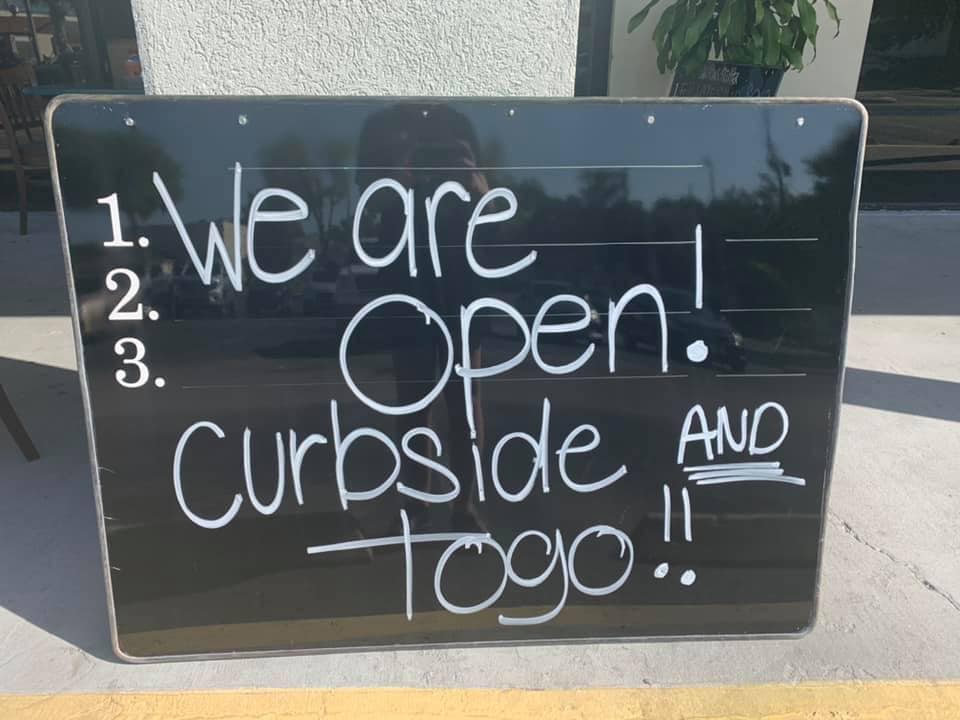 1. We are
2. Open!
3.
Curbside AND
Togo!!